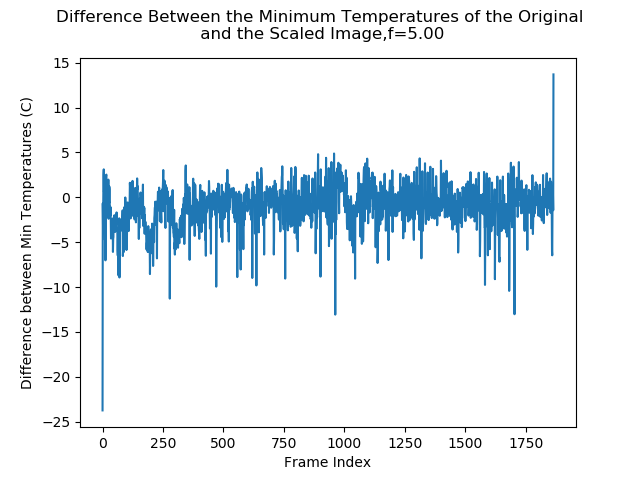 Difference Between the Minimum Temperatures of the Original
and the Scaled Image,f=5.00
15
10
5
0
−5
−10
−15
−20
−25
Difference between Min Temperatures (C)
0 250 500 750 1000 1250 1500 1750
Frame Index